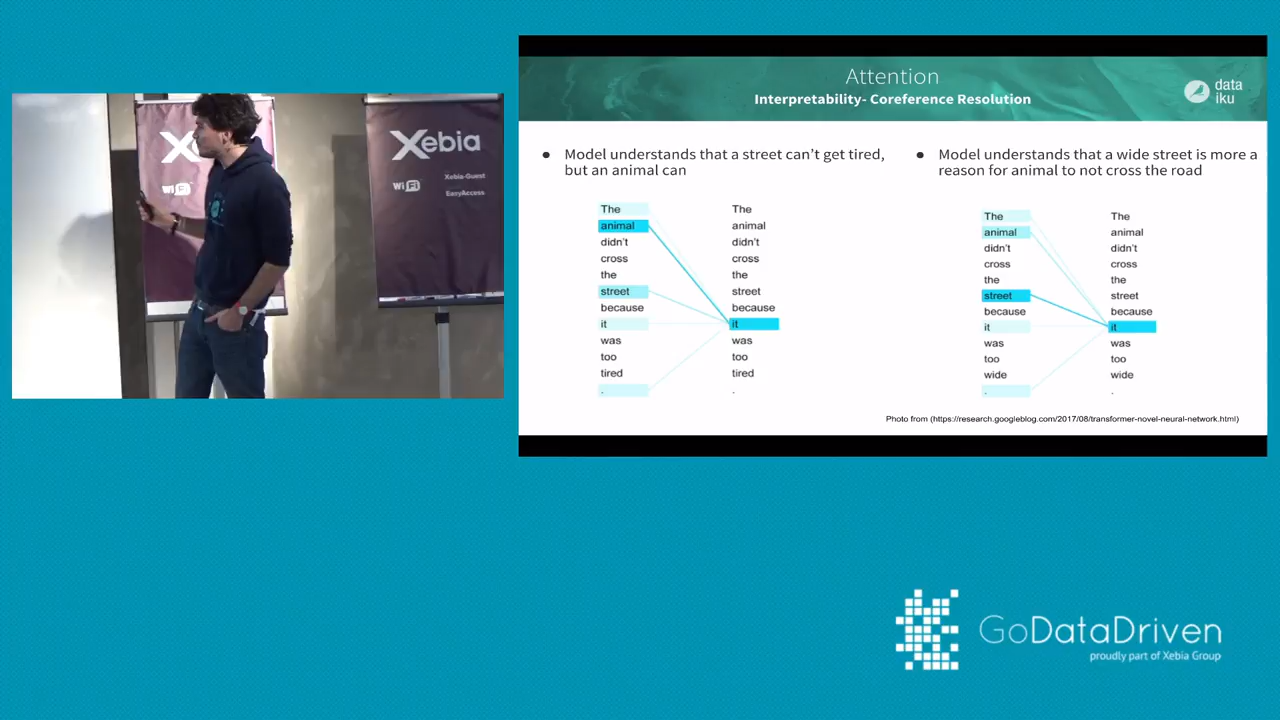 Xebia
WiFi
Xebia-Guest
EasyAccess
Attention
Interpretability- Coreference Resolution
data
iku
● Model understands that a street can't get tired,
but an animal can
The The
animal animal
didn't didn't
cross cross
the the
street street
because because
it it
was was
too too
tired tired
. .
● Model understands that a wide street is more a
reason for animal to not cross the road
The The
animal animal
didn't didn't
cross cross
the the
street street
because because
it it
was was
too too
wide wide
. .
Photo from (https://research.googleblog.com/2017/08/transformer-novel-neural-network.html)
GoDataDriven
proudly part of Xebia Group